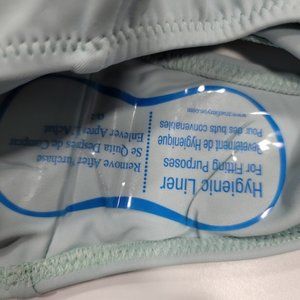 Hygienic Liner
For Fitting Purposes
Revetement de Hygienique
Pour des buts convenables
Remove After Purchase
Se Quita Despues de Comprar
Enlever Après L'Achat